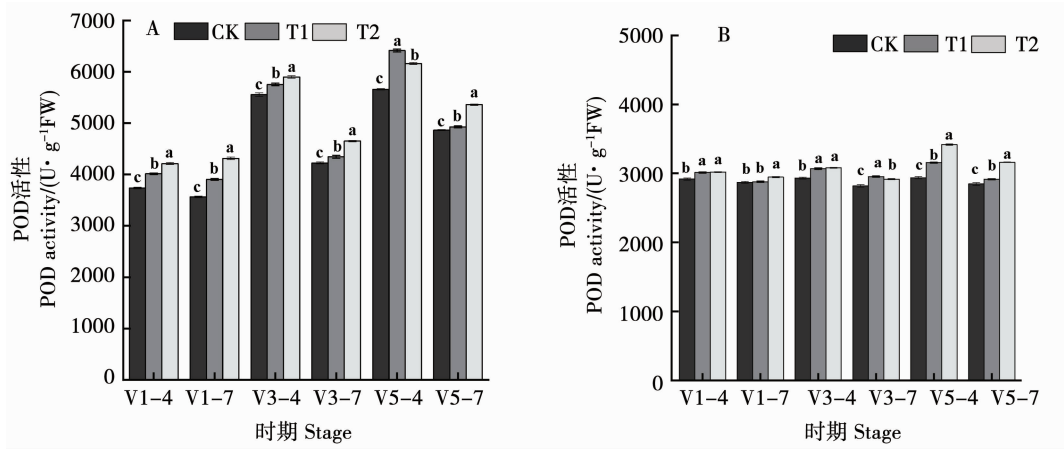 A CK T1 T2
7000
6000
5000
4000
3000
2000
1000
0
POD活性
POD activity/(U· g⁻¹FW)
c b a c b a c b a c b a c a b c b a
V1-4 V1-7 V3-4 V3-7 V5-4 V5-7
时期 Stage
B CK T1 T2
5000
4000
3000
2000
1000
0
POD活性
POD activity/(U· g⁻¹FW)
b a a b b a b a a c a b c b a c b a
V1-4 V1-7 V3-4 V3-7 V5-4 V5-7
时期 Stage